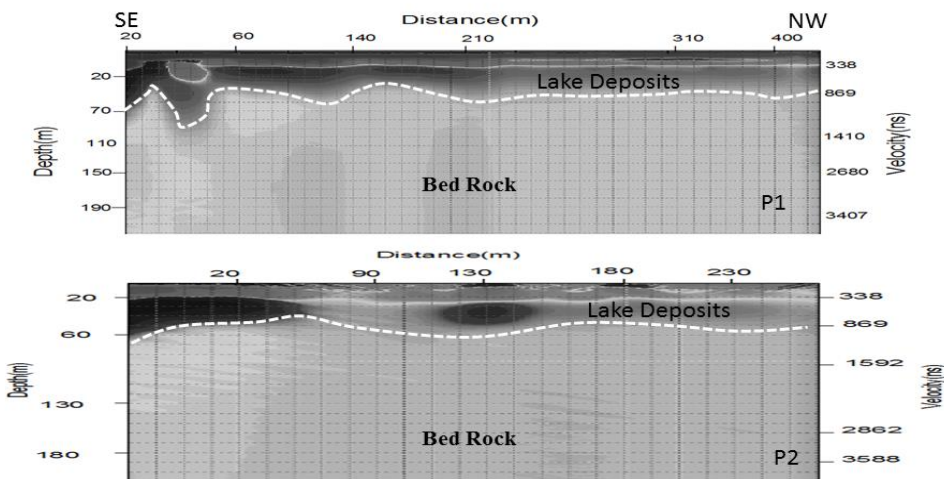 SE Distance(m) NW
20 60 140 210 310 400
20 Lake Deposits 338
70 869
110 1410
150 Bed Rock 2680
190 P1 3407
Depth(m)
Velocity(ns)
Distance(m)
20 90 130 180 230
20 Lake Deposits 338
60 869
1592
130
2862
180 Bed Rock P2 3588
Depth(m)
Velocity(ns)